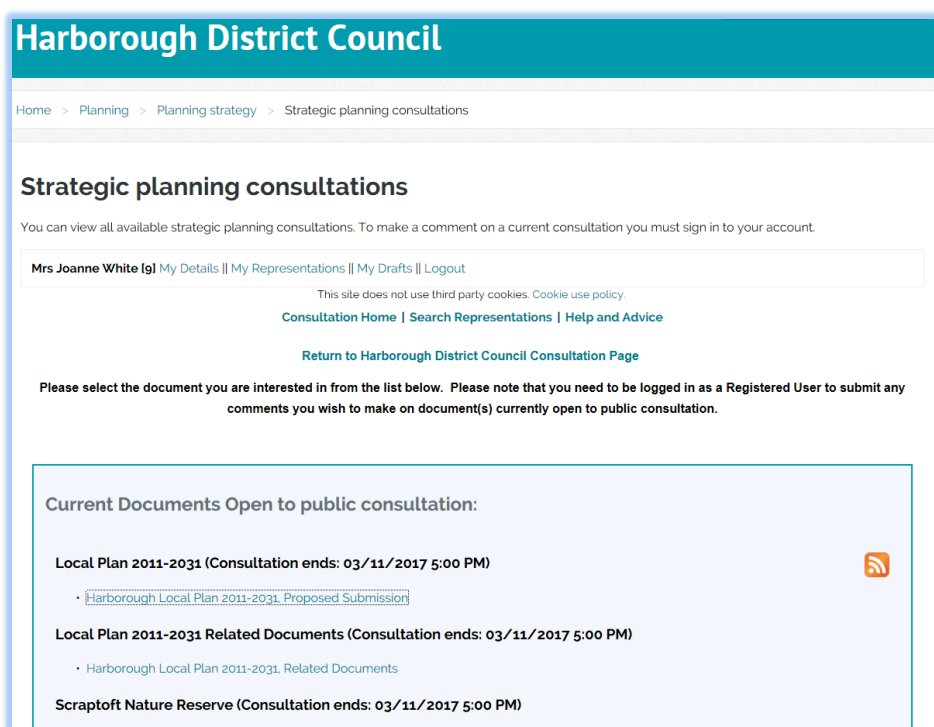 Harborough District Council
Home > Planning > Planning strategy > Strategic planning consultations
Strategic planning consultations
You can view all available strategic planning consultations. To make a comment on a current consultation you must sign in to your account.
Mrs Joanne White [9] My Details || My Representations || My Drafts || Logout
This site does not use third party cookies. Cookie use policy.
Consultation Home | Search Representations | Help and Advice
Return to Harborough District Council Consultation Page
Please select the document you are interested in from the list below. Please note that you need to be logged in as a Registered User to submit any
comments you wish to make on document(s) currently open to public consultation.
Current Documents Open to public consultation:
Local Plan 2011-2031 (Consultation ends: 03/11/2017 5:00 PM)
• Harborough Local Plan 2011-2031, Proposed Submission
Local Plan 2011-2031 Related Documents (Consultation ends: 03/11/2017 5:00 PM)
• Harborough Local Plan 2011-2031, Related Documents
Scraptoft Nature Reserve (Consultation ends: 03/11/2017 5:00 PM)